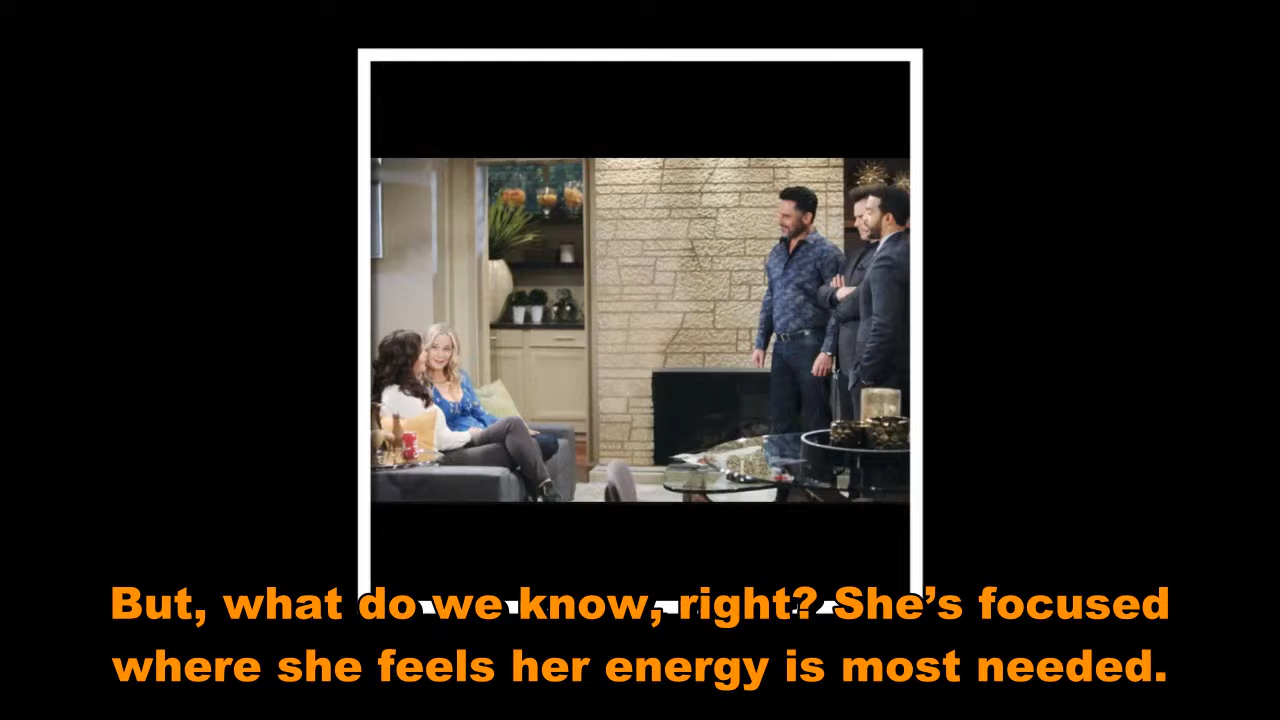 But, what do we know, right? She’s focused
where she feels her energy is most needed.